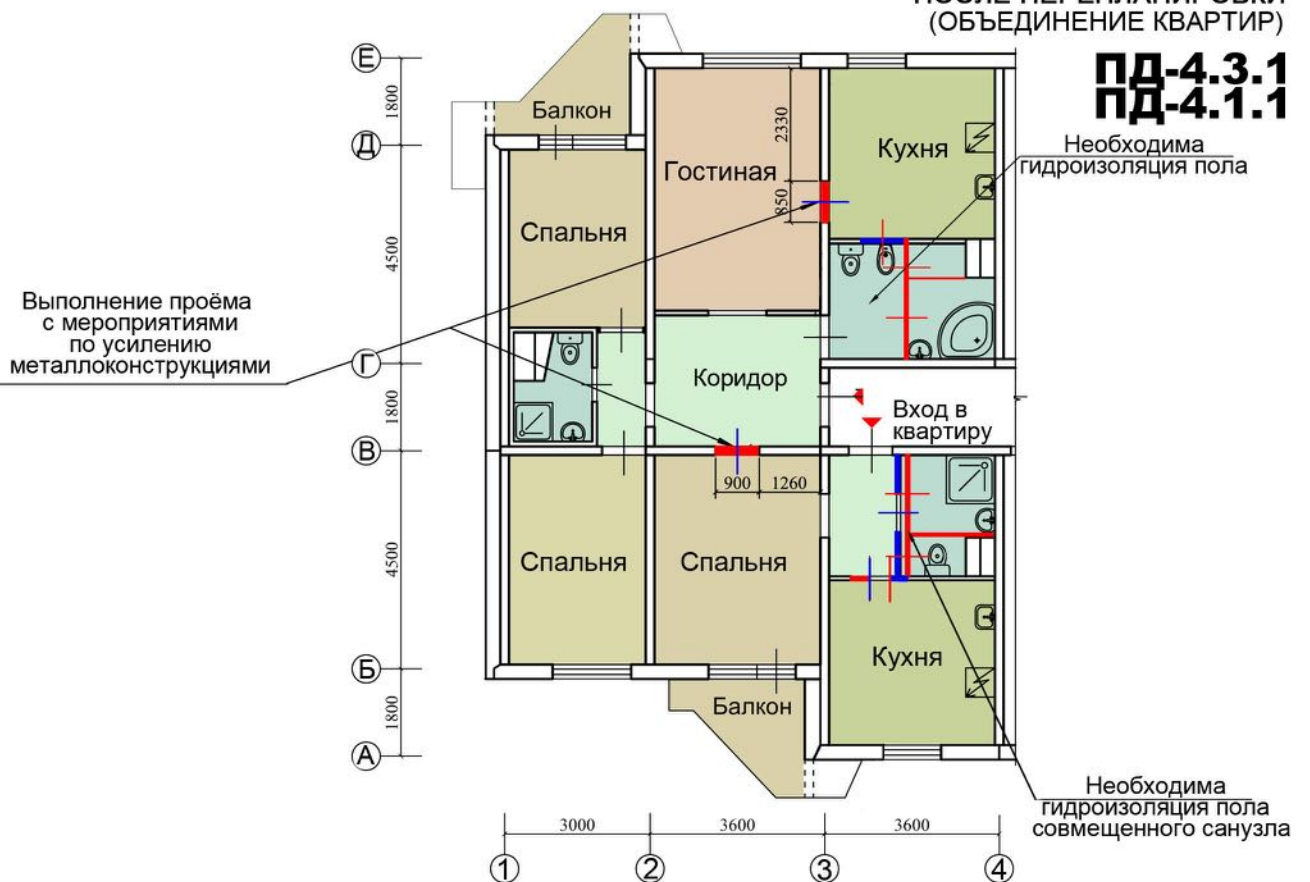 ПОСЛЕ ПЕРЕПЛАНИРОВКИ
(ОБЪЕДИНЕНИЕ КВАРТИР)
ПД-4.3.1
ПД-4.1.1
Необходима
гидроизоляция пола
Е
1800
Д
4500
Г
1800
В
4500
Б
1800
А
Балкон
Гостиная
2330
850
Кухня
Спальня
Выполнение проёма
с мероприятиями
по усилению
металлоконструкциями
Коридор
Вход в
квартиру
900
1260
Спальня
Спальня
Кухня
Балкон
Необходима
гидроизоляция пола
совмещенного санузла
3000
3600
3600
1
2
3
4